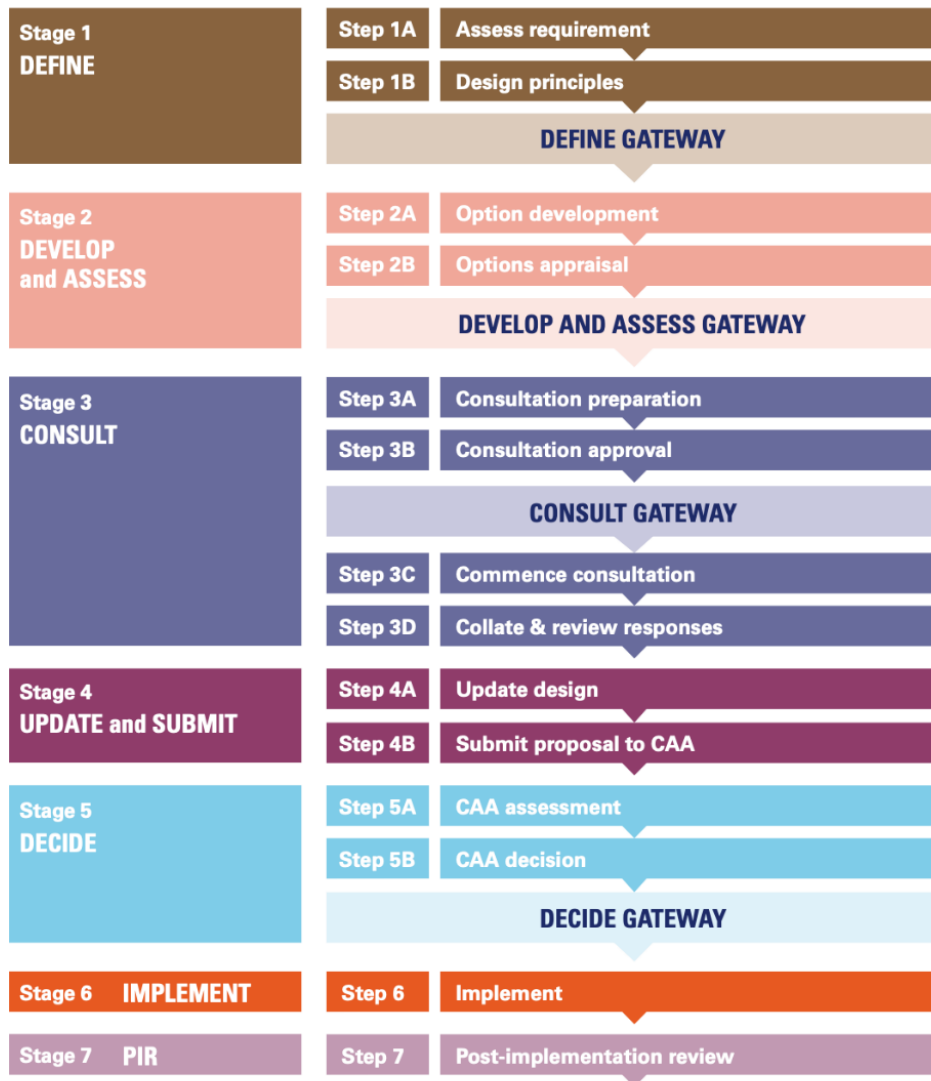 Stage 1
DEFINE
Step 1A Assess requirement
Step 1B Design principles
DEFINE GATEWAY
Stage 2
DEVELOP
and ASSESS
Step 2A Option development
Step 2B Options appraisal
DEVELOP AND ASSESS GATEWAY
Stage 3
CONSULT
Step 3A Consultation preparation
Step 3B Consultation approval
CONSULT GATEWAY
Step 3C Commence consultation
Step 3D Collate & review responses
Stage 4
UPDATE and SUBMIT
Step 4A Update design
Step 4B Submit proposal to CAA
Stage 5
DECIDE
Step 5A CAA assessment
Step 5B CAA decision
DECIDE GATEWAY
Stage 6 IMPLEMENT
Step 6 Implement
Stage 7 PIR
Step 7 Post-implementation review